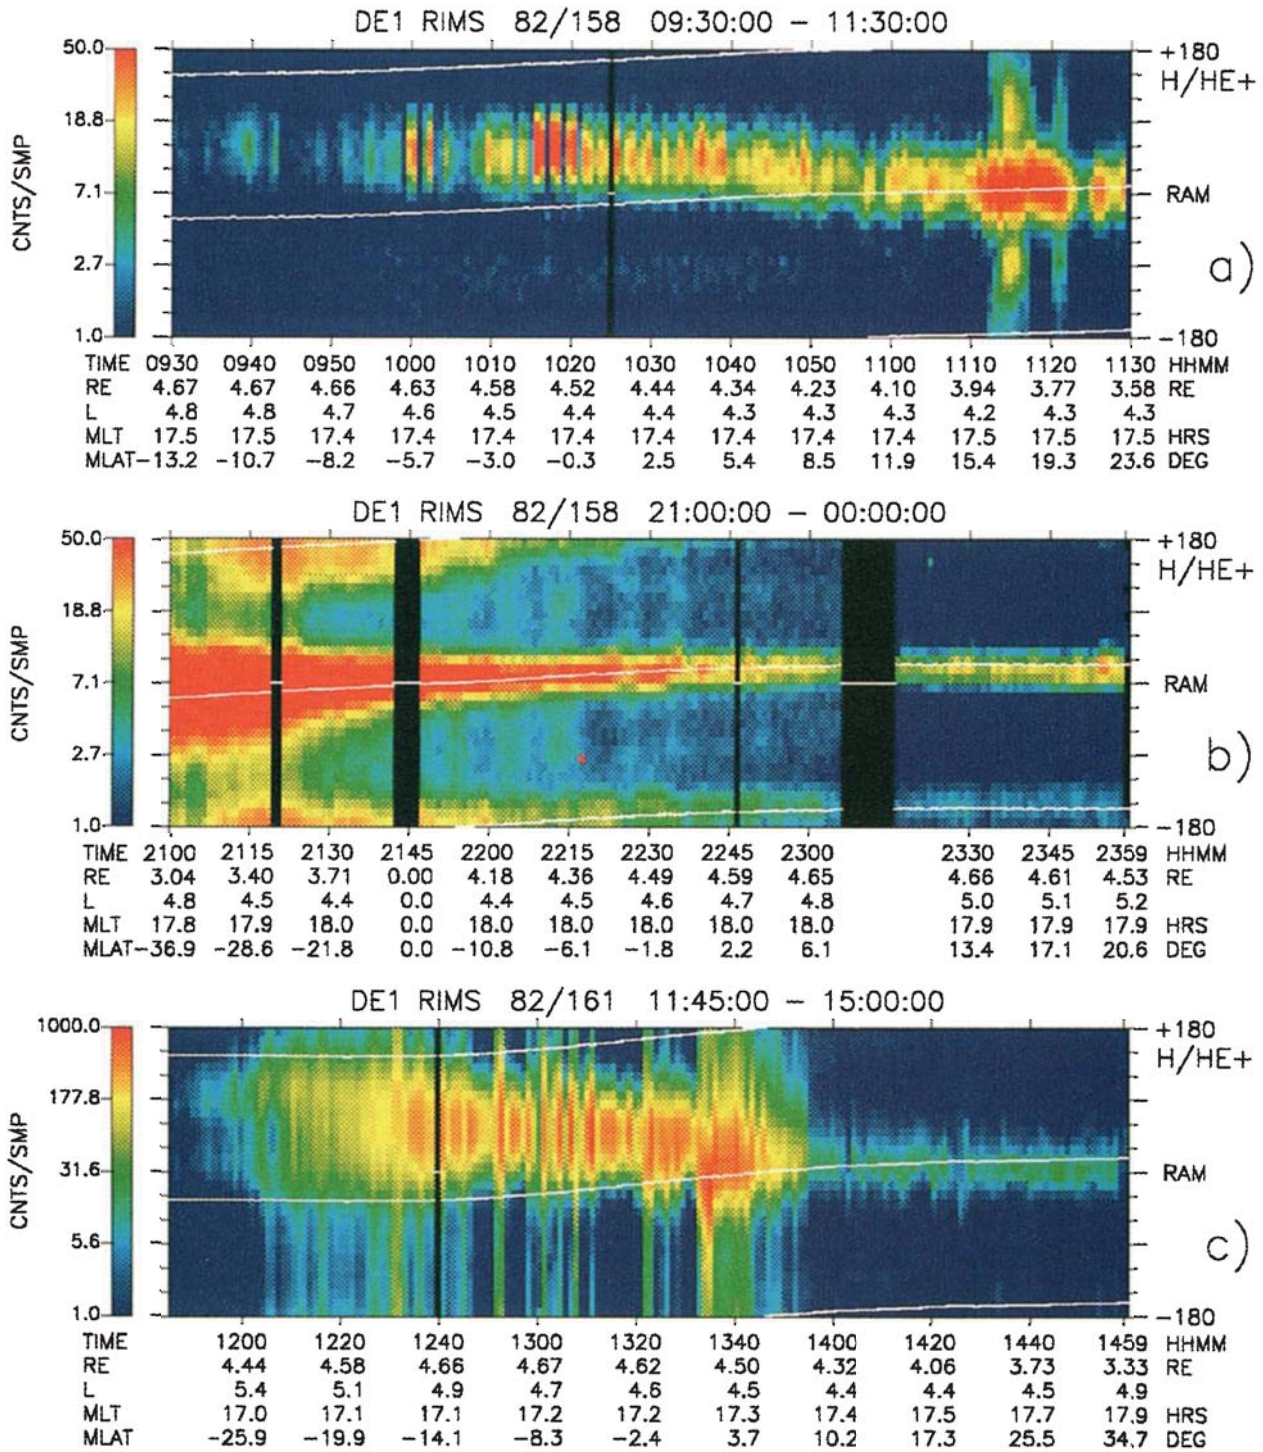 DE1 RIMS 82/158 09:30:00 – 11:30:00
50.0 +180
H/HE+
18.8
CNTS/SMP
7.1 RAM
2.7
a)
1.0 −180
TIME 0930 0940 0950 1000 1010 1020 1030 1040 1050 1100 1110 1120 1130 HHMM
RE 4.67 4.67 4.66 4.63 4.58 4.52 4.44 4.34 4.23 4.10 3.94 3.77 3.58 RE
L 4.8 4.8 4.7 4.6 4.5 4.4 4.4 4.3 4.3 4.3 4.2 4.3 4.3
MLT 17.5 17.5 17.4 17.4 17.4 17.4 17.4 17.4 17.4 17.4 17.5 17.5 17.5 HRS
MLAT −13.2 −10.7 −8.2 −5.7 −3.0 −0.3 2.5 5.4 8.5 11.9 15.4 19.3 23.6 DEG
DE1 RIMS 82/158 21:00:00 – 00:00:00
50.0 +180
H/HE+
18.8
CNTS/SMP
7.1 RAM
2.7
b)
1.0 −180
TIME 2100 2115 2130 2145 2200 2215 2230 2245 2300 2330 2345 2359 HHMM
RE 3.04 3.40 3.71 0.00 4.18 4.36 4.49 4.59 4.65 4.66 4.61 4.53 RE
L 4.8 4.5 4.4 0.0 4.4 4.5 4.6 4.7 4.8 5.0 5.1 5.2
MLT 17.8 17.9 18.0 0.0 18.0 18.0 18.0 18.0 18.0 17.9 17.9 17.9 HRS
MLAT −36.9 −28.6 −21.8 0.0 −10.8 −6.1 −1.8 2.2 6.1 13.4 17.1 20.6 DEG
DE1 RIMS 82/161 11:45:00 – 15:00:00
1000.0 +180
H/HE+
177.8
CNTS/SMP
31.6 RAM
5.6
c)
1.0 −180
TIME 1200 1220 1240 1300 1320 1340 1400 1420 1440 1459 HHMM
RE 4.44 4.58 4.66 4.67 4.62 4.50 4.32 4.06 3.73 3.33 RE
L 5.4 5.1 4.9 4.7 4.6 4.5 4.4 4.4 4.5 4.9
MLT 17.0 17.1 17.1 17.2 17.2 17.3 17.4 17.5 17.7 17.9 HRS
MLAT −25.9 −19.9 −14.1 −8.3 −2.4 3.7 10.2 17.3 25.5 34.7 DEG